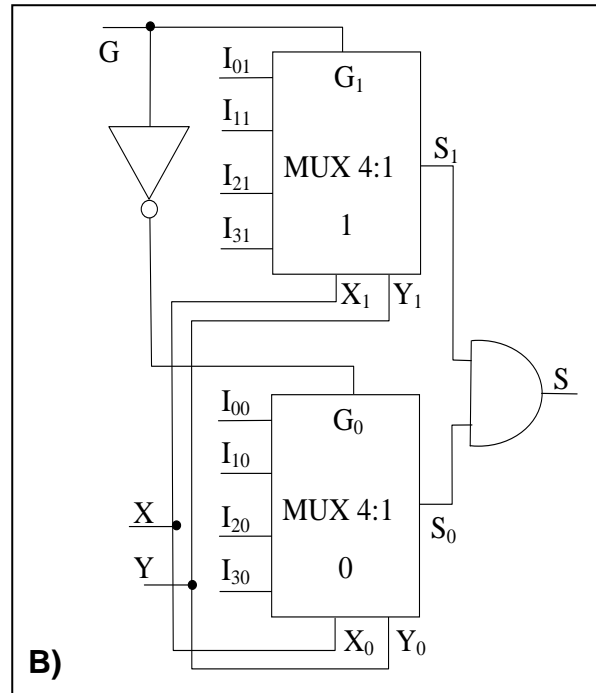 G
I₀₁
G₁
I₁₁
S₁
MUX 4:1
I₂₁
1
I₃₁
X₁ Y₁
S
I₀₀
G₀
I₁₀
MUX 4:1
S₀
X
I₂₀
Y
I₃₀
0
X₀ Y₀
B)